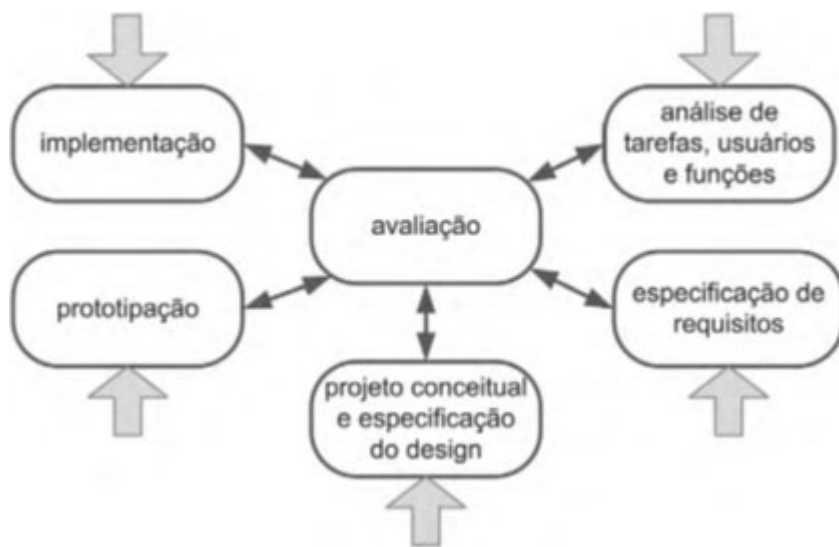 implementação
análise de
tarefas, usuários
e funções
avaliação
prototipação
especificação de
requisitos
projeto conceitual
e especificação
do design